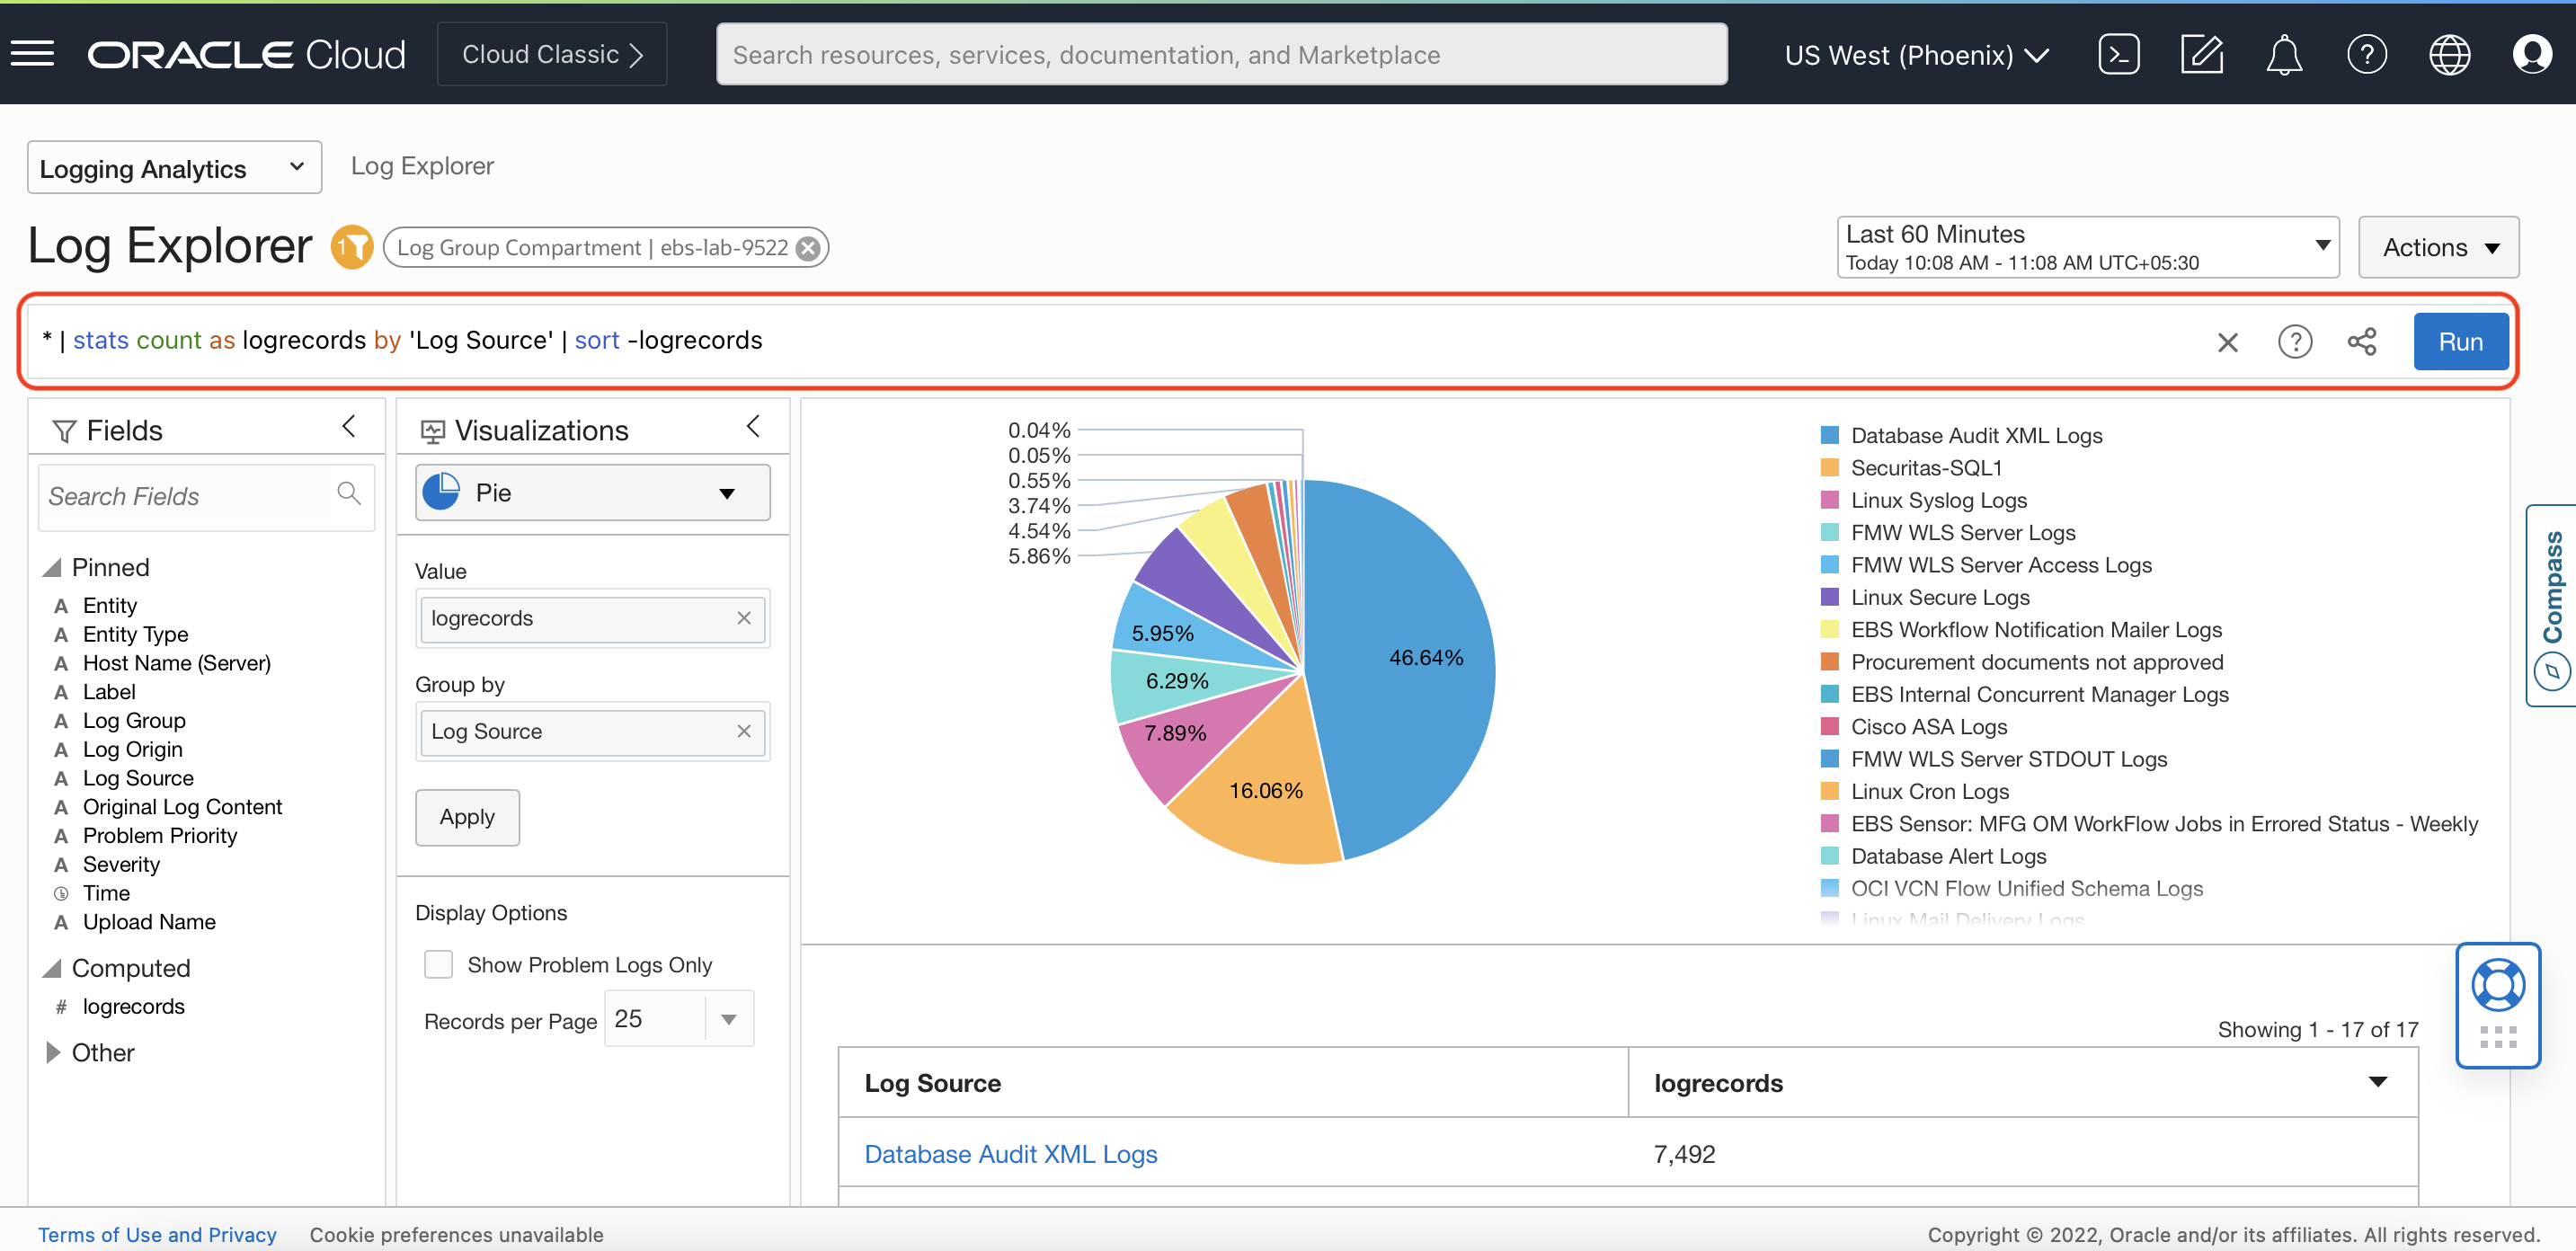 ORACLE Cloud
Cloud Classic
Search resources, services, documentation, and Marketplace
US West (Phoenix)
Logging Analytics
Log Explorer
Log Explorer
1
Log Group Compartment | ebs-lab-9522
Last 60 Minutes
Today 10:08 AM - 11:08 AM UTC+05:30
Actions
* | stats count as logrecords by 'Log Source' | sort -logrecords
Run
Fields
Search Fields
Pinned
A Entity
A Entity Type
A Host Name (Server)
A Label
A Log Group
A Log Origin
A Log Source
A Original Log Content
A Problem Priority
A Severity
Time
A Upload Name
Computed
# logrecords
Other
Visualizations
Pie
Value
logrecords
Group by
Log Source
Apply
Display Options
Show Problem Logs Only
Records per Page 25
0.04%
0.05%
0.55%
3.74%
4.54%
5.86%
5.95%
6.29%
7.89%
16.06%
46.64%
Database Audit XML Logs
Securitas-SQL1
Linux Syslog Logs
FMW WLS Server Logs
FMW WLS Server Access Logs
Linux Secure Logs
EBS Workflow Notification Mailer Logs
Procurement documents not approved
EBS Internal Concurrent Manager Logs
Cisco ASA Logs
FMW WLS Server STDOUT Logs
Linux Cron Logs
EBS Sensor: MFG OM WorkFlow Jobs in Errored Status - Weekly
Database Alert Logs
OCI VCN Flow Unified Schema Logs
Linux Mail Delivery Logs
Compass
Showing 1 - 17 of 17
Log Source
logrecords
Database Audit XML Logs
7,492
Terms of Use and Privacy
Cookie preferences unavailable
Copyright © 2022, Oracle and/or its affiliates. All rights reserved.